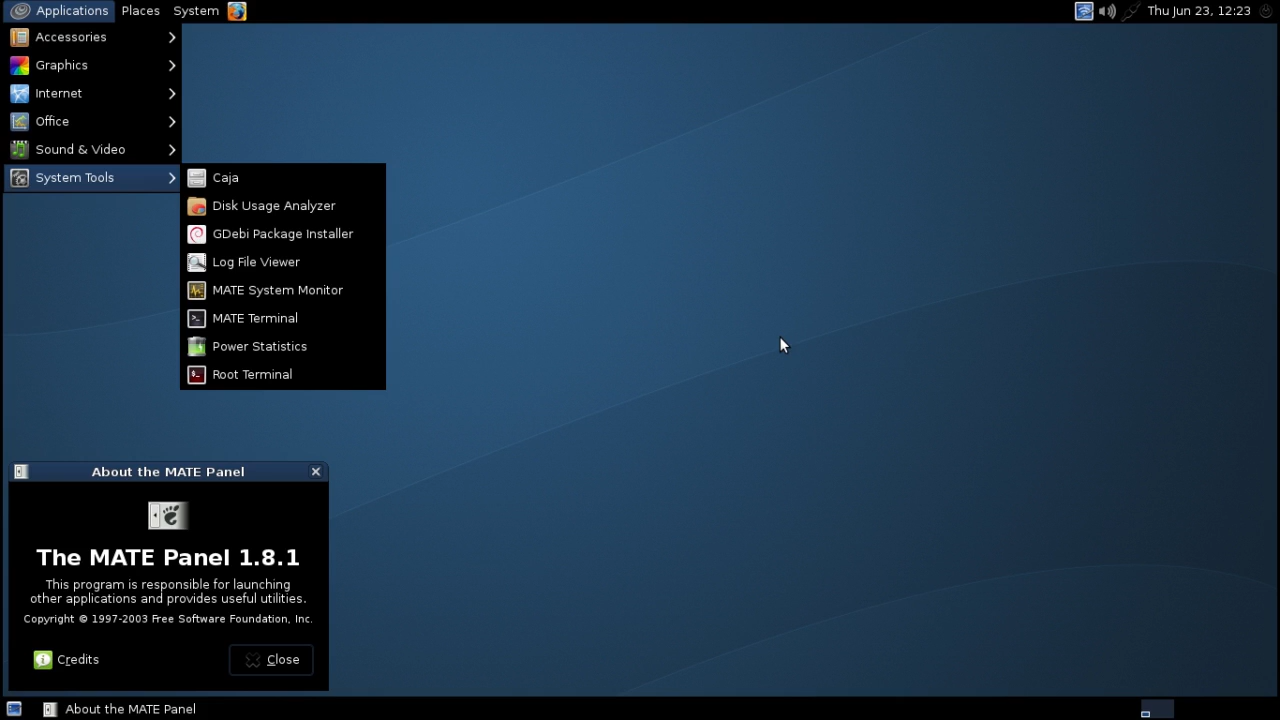 Applications Places System Thu Jun 23, 12:23
Accessories
Graphics
Internet
Office
Sound & Video
System Tools
Caja
Disk Usage Analyzer
GDebi Package Installer
Log File Viewer
MATE System Monitor
MATE Terminal
Power Statistics
Root Terminal
About the MATE Panel
The MATE Panel 1.8.1
This program is responsible for launching
other applications and provides useful utilities.
Copyright © 1997-2003 Free Software Foundation, Inc.
Credits Close
About the MATE Panel